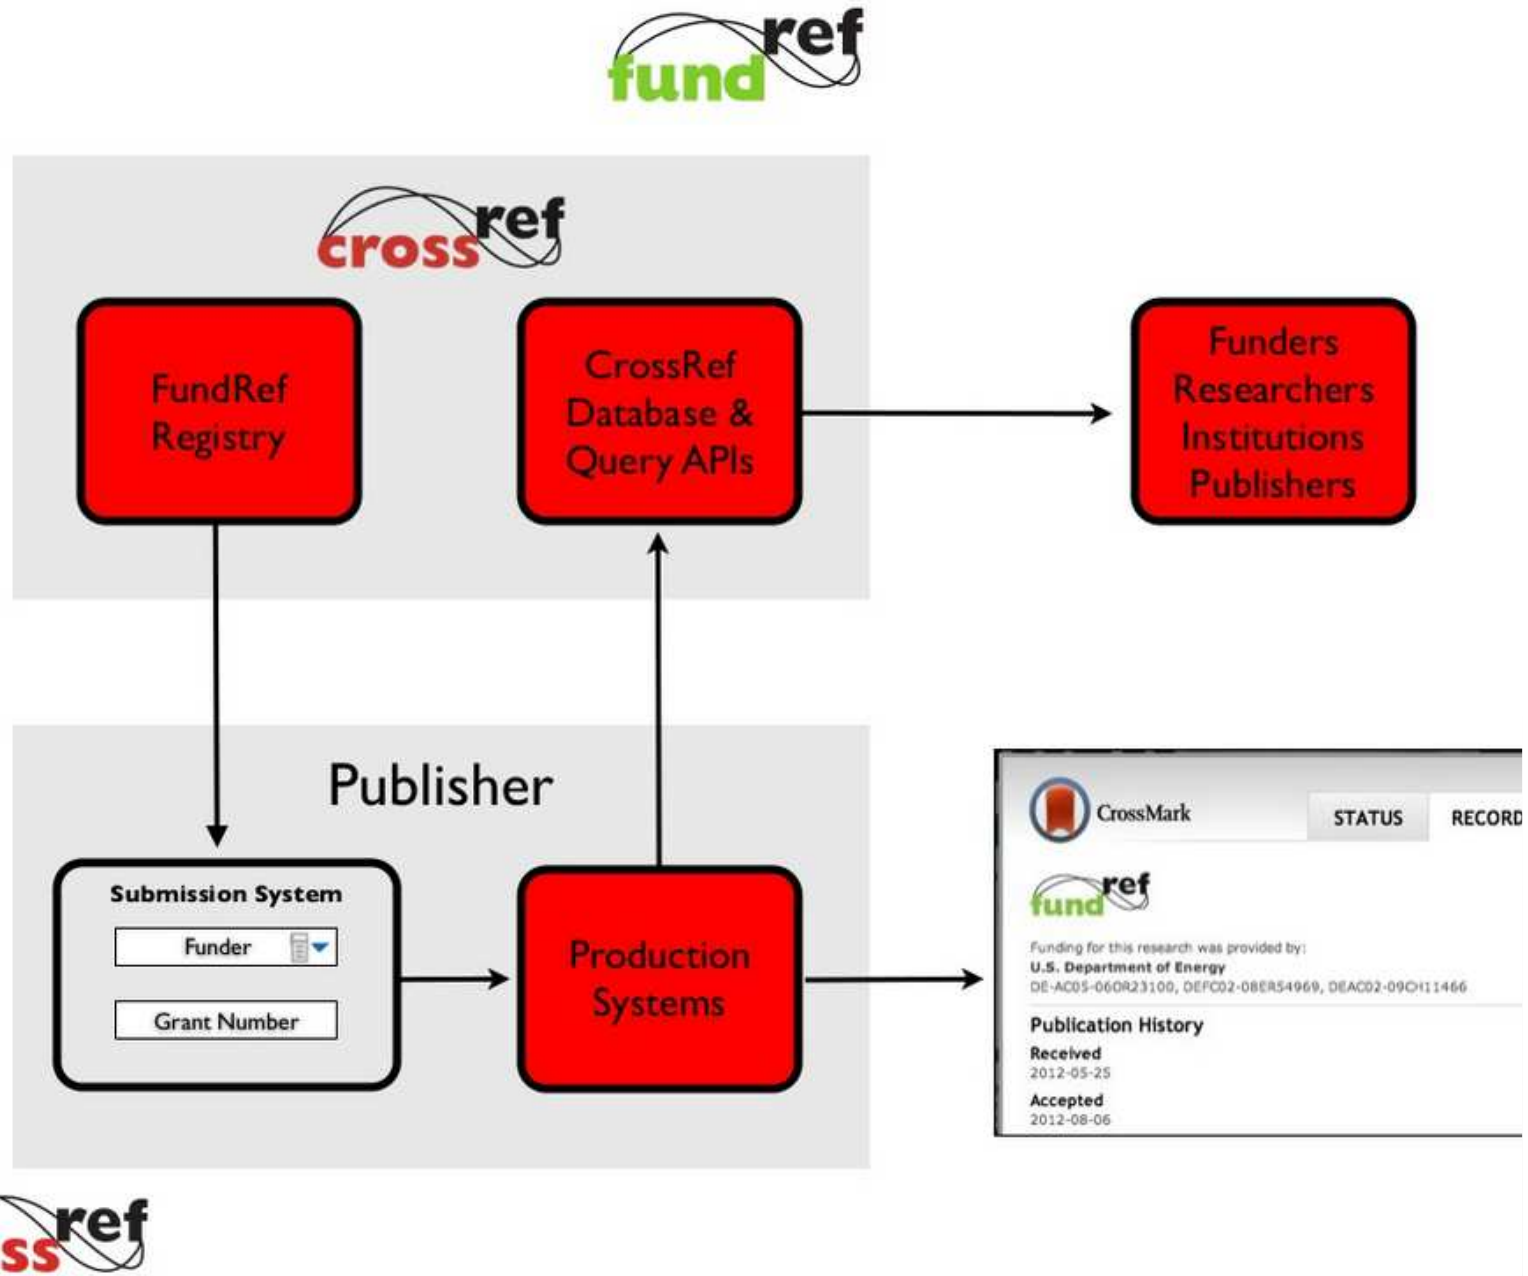 fundref
crossref
FundRef
Registry
CrossRef
Database &
Query APIs
Funders
Researchers
Institutions
Publishers
Publisher
Submission System
Funder
Grant Number
Production
Systems
CrossMark
STATUS
RECORD
fundref
Funding for this research was provided by:
U.S. Department of Energy
DE-AC05-06OR23100, DEFC02-08ER54969, DEAC02-09CH11466
Publication History
Received
2012-05-25
Accepted
2012-08-06
ssref